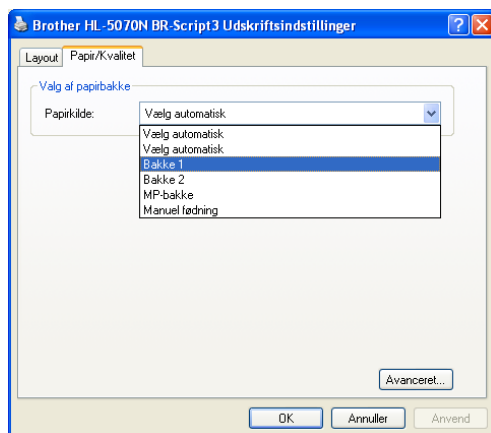 Brother HL-5070N BR-Script3 Udskriftsindstillinger
Layout Papir/Kvalitet
Valg af papirbakke
Papirkilde: Vælg automatisk
Vælg automatisk
Vælg automatisk
Bakke 1
Bakke 2
MP-bakke
Manuel fødning
Avanceret...
OK Annuller Anvend